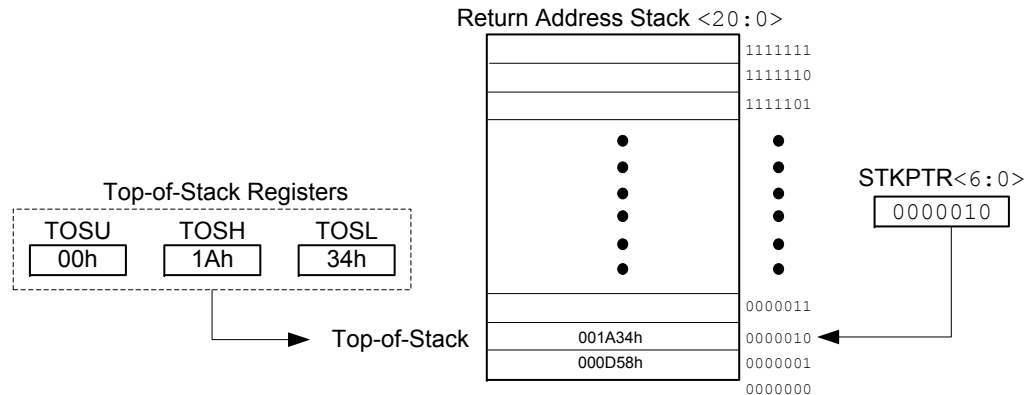 Return Address Stack <20:0>
1111111
1111110
1111101
STKPTR<6:0>
0000010
Top-of-Stack Registers
TOSU TOSH TOSL
00h 1Ah 34h
0000011
Top-of-Stack 001A34h 0000010
000D58h 0000001
0000000